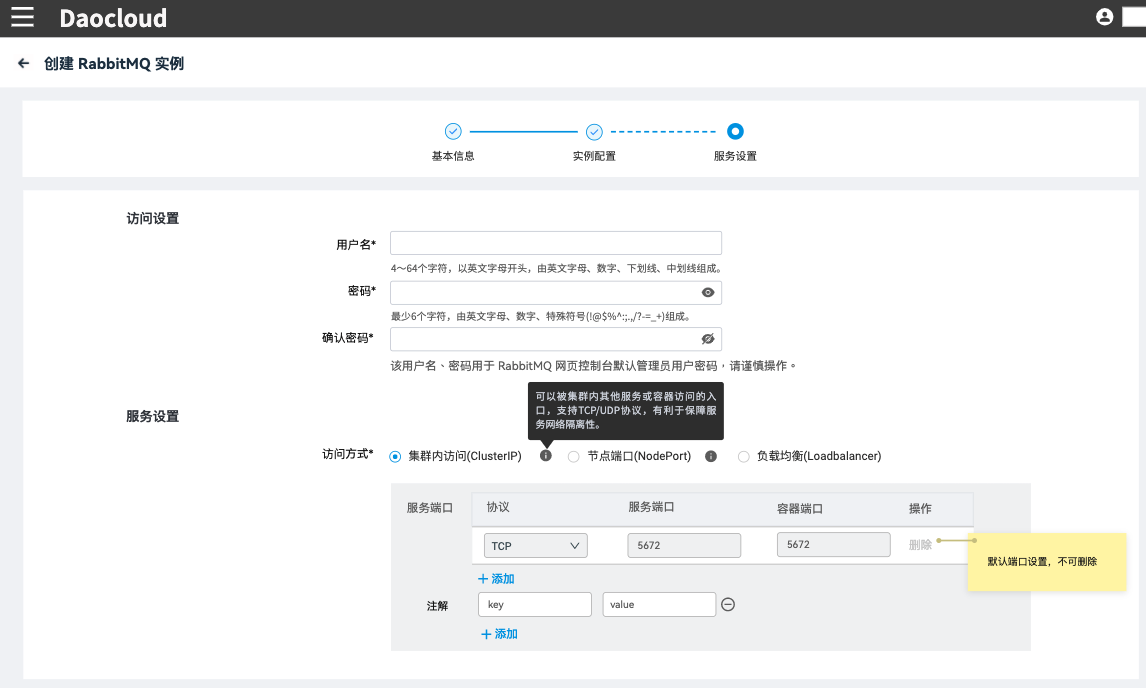 Daocloud
创建 RabbitMQ 实例
基本信息
实例配置
服务设置
访问设置
用户名*
4～64个字符，以英文字母开头，由英文字母、数字、下划线、中划线组成。
密码*
最少6个字符，由英文字母、数字、特殊符号(!@$%^:;.,/?-=_+)组成。
确认密码*
该用户名、密码用于 RabbitMQ 网页控制台默认管理员用户密码，请谨慎操作。
可以被集群内其他服务或容器访问的入
口，支持TCP/UDP协议，有利于保障服
务网络隔离性。
服务设置
访问方式*
集群内访问(ClusterIP)
节点端口(NodePort)
负载均衡(Loadbalancer)
服务端口
协议
服务端口
容器端口
操作
TCP
5672
5672
删除
默认端口设置，不可删除
添加
注解
key
value
添加